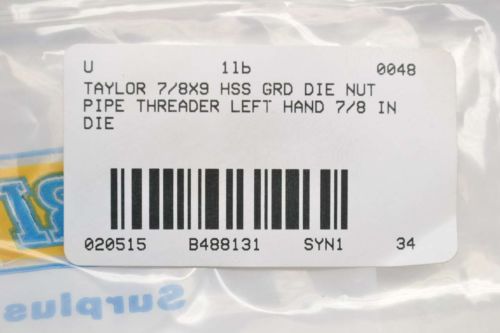 U 1lb 0048
TAYLOR 7/8X9 HSS GRD DIE NUT
PIPE THREADER LEFT HAND 7/8 IN
DIE
020515 B488131 SYN1 34
Surplus